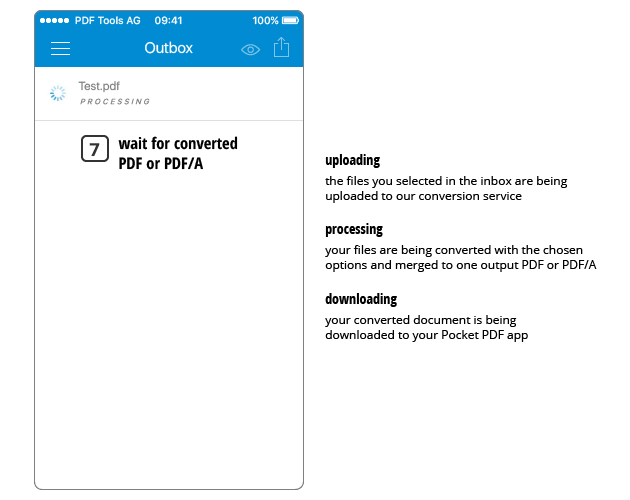 PDF Tools AG 09:41 100%
Outbox
Test.pdf
PROCESSING
7 wait for converted
PDF or PDF/A
uploading
the files you selected in the inbox are being
uploaded to our conversion service
processing
your files are being converted with the chosen
options and merged to one output PDF or PDF/A
downloading
your converted document is being
downloaded to your Pocket PDF app